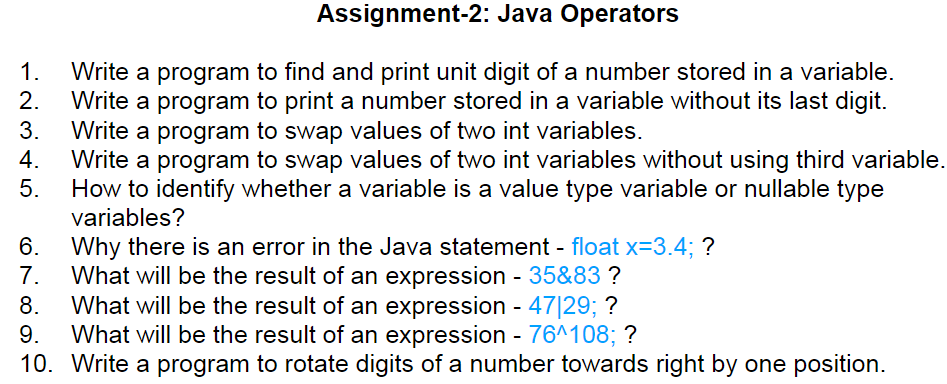 Assignment-2: Java Operators
1. Write a program to find and print unit digit of a number stored in a variable.
2. Write a program to print a number stored in a variable without its last digit.
3. Write a program to swap values of two int variables.
4. Write a program to swap values of two int variables without using third variable.
5. How to identify whether a variable is a value type variable or nullable type
variables?
6. Why there is an error in the Java statement - float x=3.4; ?
7. What will be the result of an expression - 35&83 ?
8. What will be the result of an expression - 47|29; ?
9. What will be the result of an expression - 76^108; ?
10. Write a program to rotate digits of a number towards right by one position.